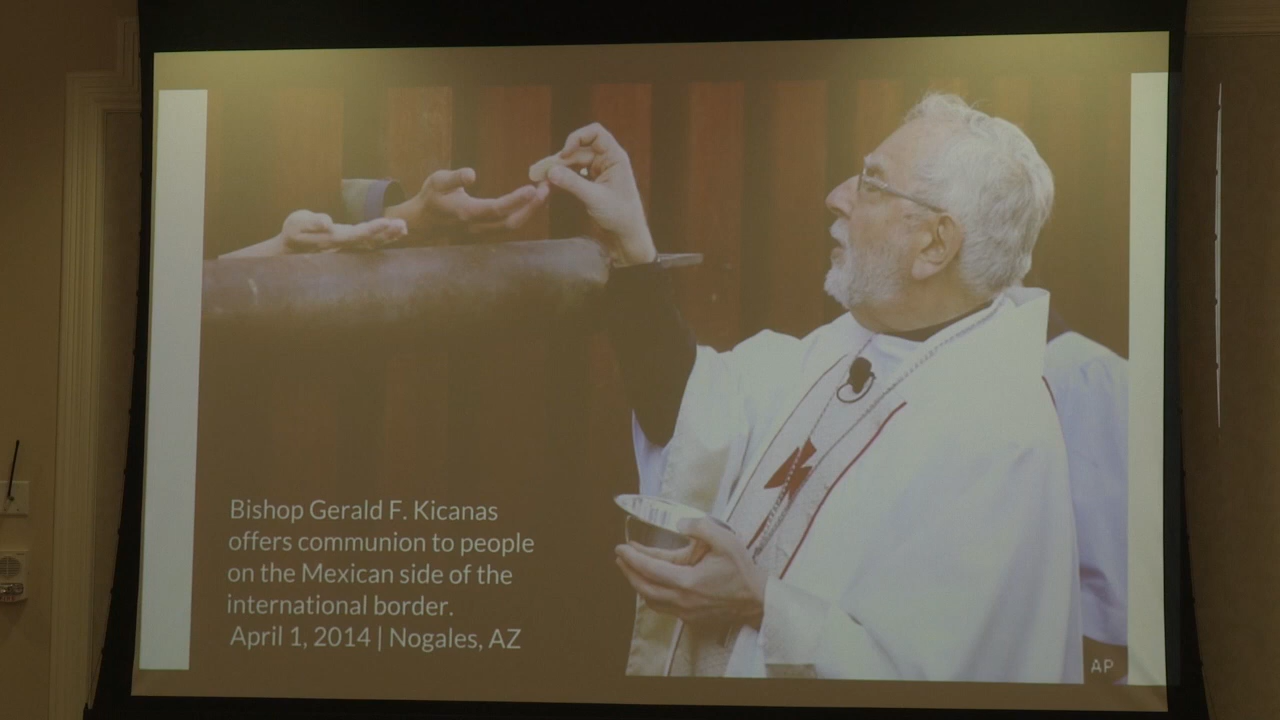 Bishop Gerald F. Kicanas
offers communion to people
on the Mexican side of the
international border.
April 1, 2014 | Nogales, AZ
AP